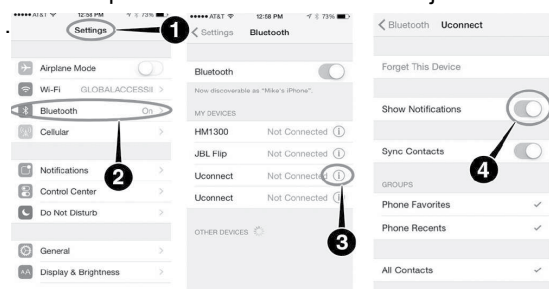 AT&T 12:58 PM 73%
Settings
1
Airplane Mode
Wi-Fi GLOBALACCESSII
Bluetooth On
Cellular
2
Notifications
Control Center
Do Not Disturb
General
Display & Brightness
AT&T 12:58 PM 73%
Settings Bluetooth
Bluetooth
Now discoverable as "Mike's iPhone".
MY DEVICES
HM1300 Not Connected
JBL Flip Not Connected
Uconnect Not Connected
Uconnect Not Connected
3
OTHER DEVICES
Bluetooth Uconnect
Forget This Device
Show Notifications
4
Sync Contacts
GROUPS
Phone Favorites
Phone Recents
All Contacts